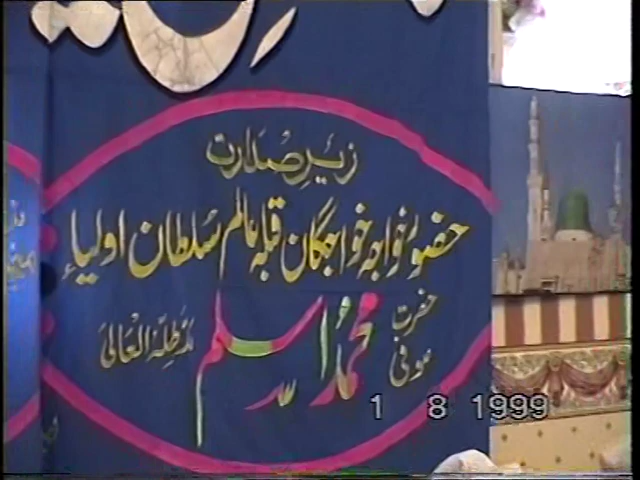 زیرِ صدارت
حضور خواجہ خواجگان قبلہ عالم سلطان اولیاء
حضرت صوفی محمد اسلم مدظلہ العالی
1 8 1999